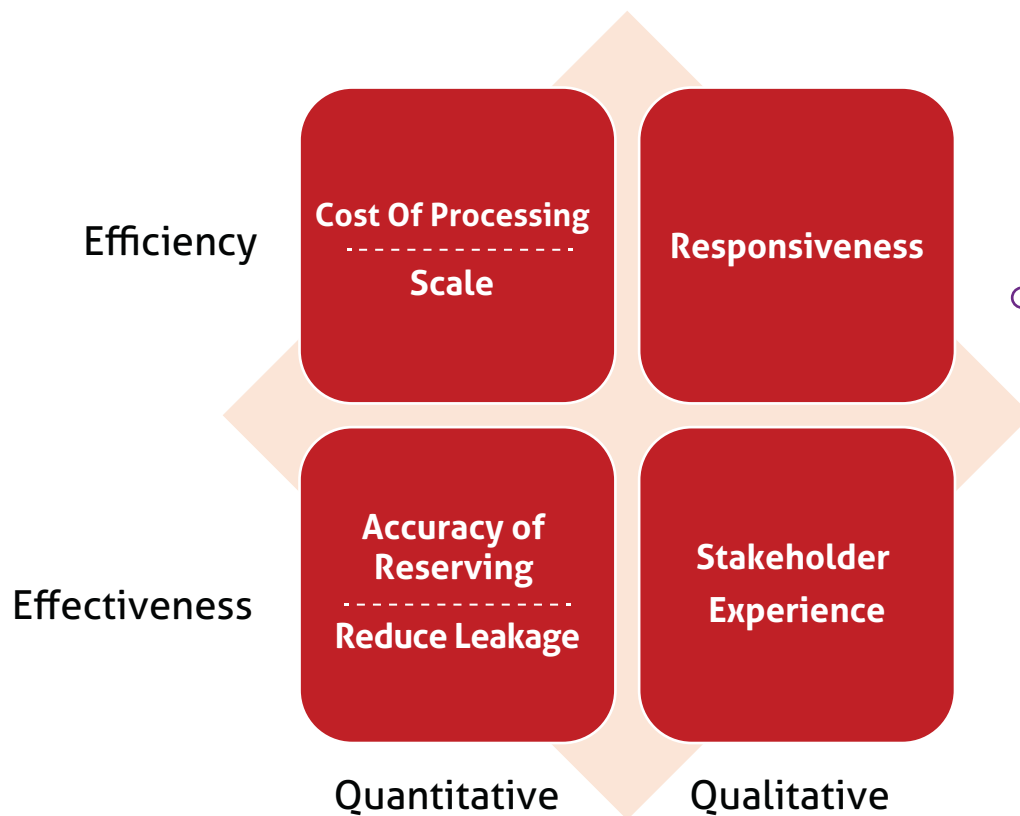 Efficiency
Cost Of Processing
Scale
Responsiveness
Effectiveness
Accuracy of
Reserving
Reduce Leakage
Stakeholder
Experience
Quantitative
Qualitative